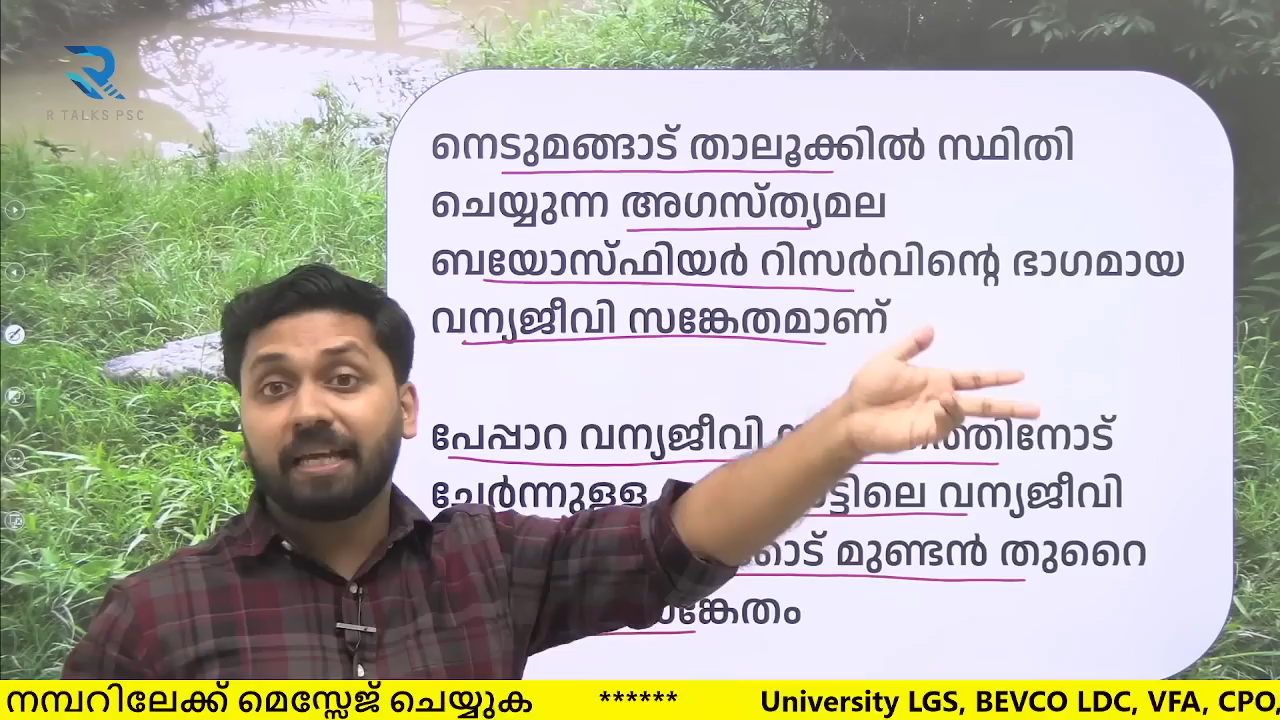 R TALKS PSC
നെടുമങ്ങാട് താലൂക്കിൽ സ്ഥിതി
ചെയ്യുന്ന അഗസ്ത്യമല
ബയോസ്ഫിയർ റിസർവിന്റെ ഭാഗമായ
വന്യജീവി സങ്കേതമാണ്
പേപ്പാറ വന്യജീവി
ചേർന്നുള്ള വന്യജീവി
മുണ്ടൻ തുറൈ
നമ്പറിലേക്ക് മെസ്സേജ് ചെയ്യുക ****** University LGS, BEVCO LDC, VFA, CPO,